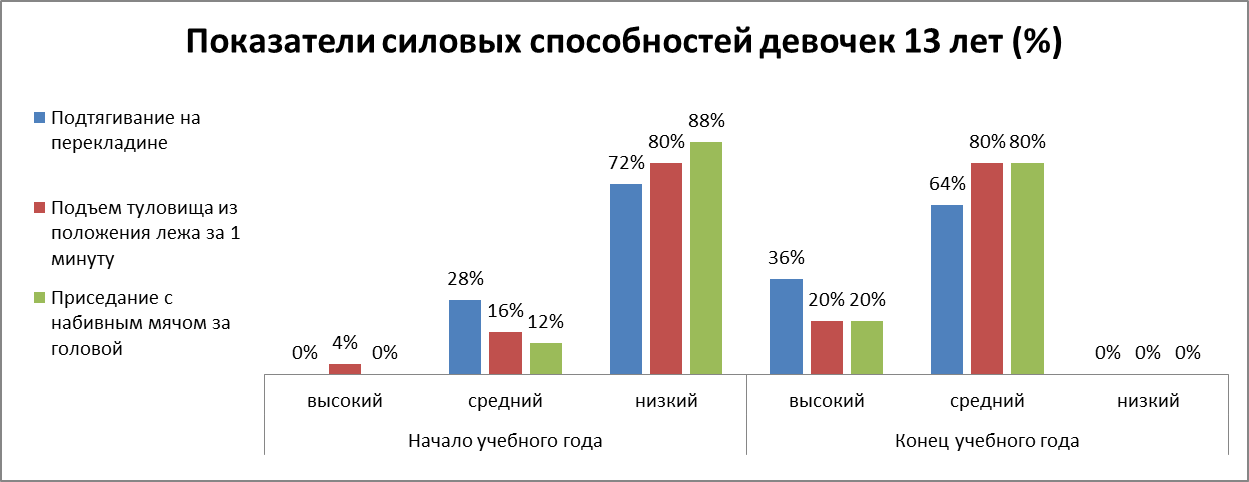 Показатели силовых способностей девочек 13 лет (%)
Подтягивание на
перекладине
Подъем туловища из
положения лежа за 1
минуту
Приседание с
набивным мячом за
головой
0% 4% 0%
28% 16% 12%
72% 80% 88%
36% 20% 20%
64% 80% 80%
0% 0% 0%
высокий средний низкий высокий средний низкий
Начало учебного года Конец учебного года